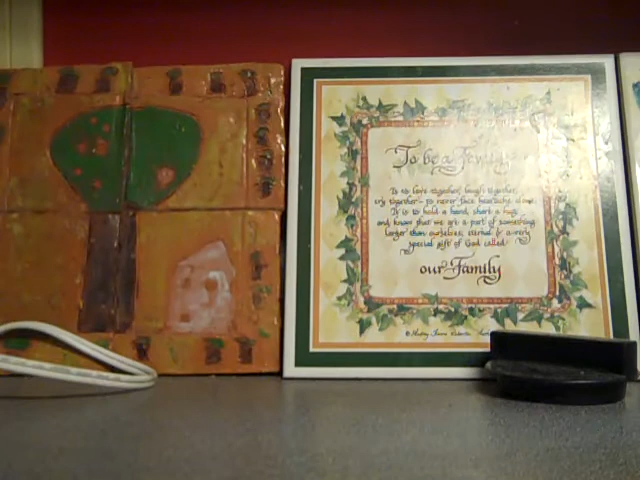 To be a Family
Is to love together, laugh together,
cry together – to never face heartache alone;
It is to hold a hand, share a hug
and know that we are a part of something
larger than ourselves, eternal & a very
special gift of God called
our Family